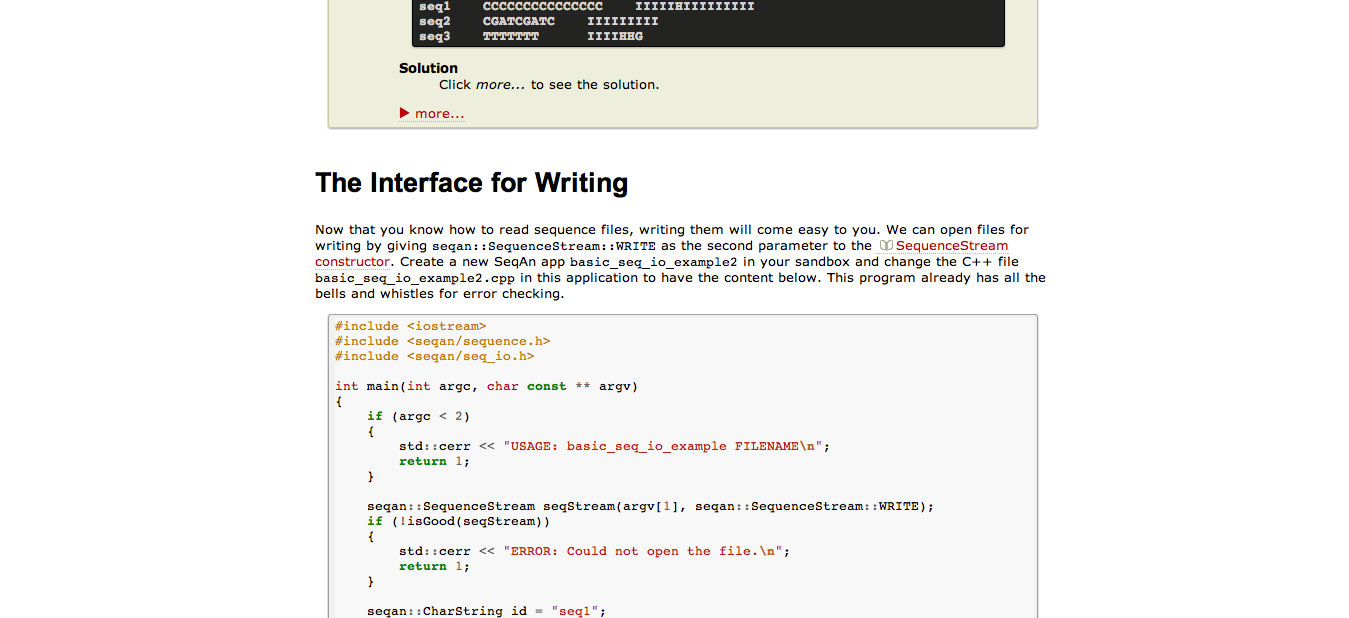 seq1    CCCCCCCCCCCCCCC    IIIIIHIIIIIIIII
seq2    CGATCGATC    IIIIIIIII
seq3    TTTTTTT      IIIIHHG
Solution
Click more... to see the solution.
▶ more...
The Interface for Writing
Now that you know how to read sequence files, writing them will come easy to you. We can open files for
writing by giving seqan::SequenceStream::WRITE as the second parameter to the SequenceStream
constructor. Create a new SeqAn app basic_seq_io_example2 in your sandbox and change the C++ file
basic_seq_io_example2.cpp in this application to have the content below. This program already has all the
bells and whistles for error checking.
#include <iostream>
#include <seqan/sequence.h>
#include <seqan/seq_io.h>
int main(int argc, char const ** argv)
{
    if (argc < 2)
    {
        std::cerr << "USAGE: basic_seq_io_example FILENAME\n";
        return 1;
    }
    seqan::SequenceStream seqStream(argv[1], seqan::SequenceStream::WRITE);
    if (!isGood(seqStream))
    {
        std::cerr << "ERROR: Could not open the file.\n";
        return 1;
    }
    seqan::CharString id = "seq1";